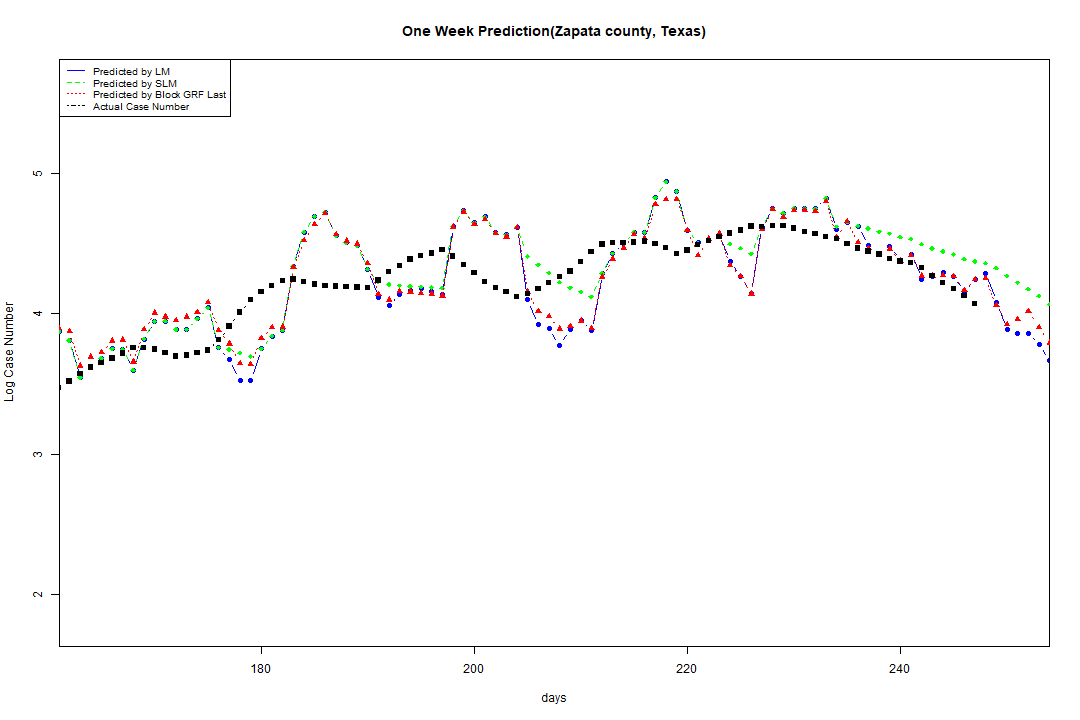 One Week Prediction(Zapata county, Texas)
Predicted by LM
Predicted by SLM
Predicted by Block GRF Last
Actual Case Number
5
4
3
2
Log Case Number
180 200 220 240
days